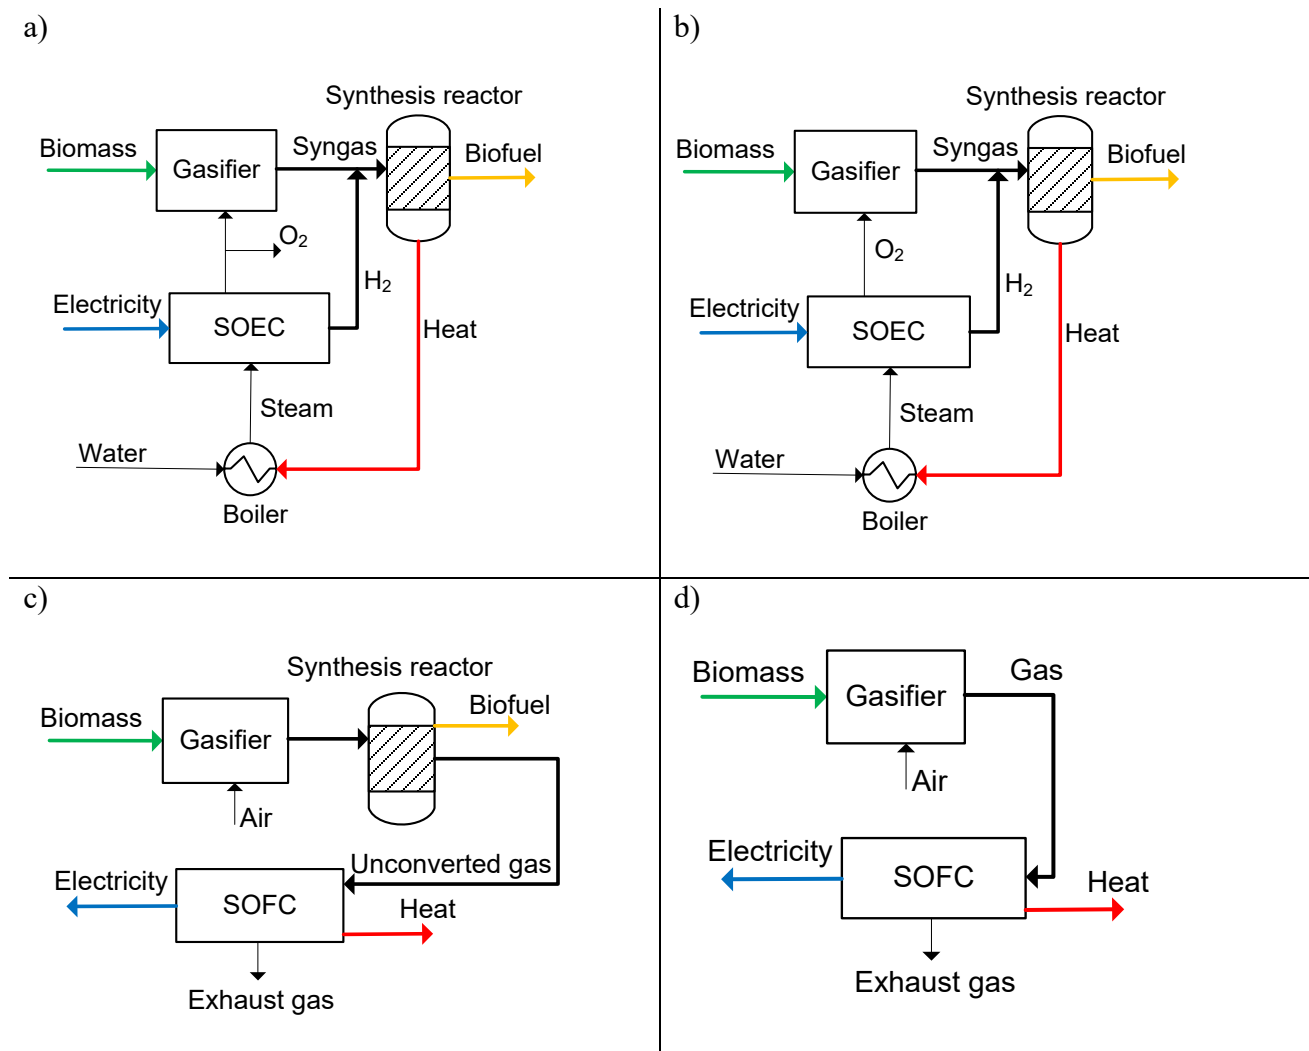 a)
Synthesis reactor
Biomass
Gasifier
Syngas
Biofuel
O2
H2
Electricity
SOEC
Heat
Steam
Water
Boiler
b)
Synthesis reactor
Biomass
Gasifier
Syngas
Biofuel
O2
H2
Electricity
SOEC
Heat
Steam
Water
Boiler
c)
Synthesis reactor
Biomass
Gasifier
Biofuel
Air
Unconverted gas
Electricity
SOFC
Heat
Exhaust gas
d)
Biomass
Gasifier
Gas
Air
Electricity
SOFC
Heat
Exhaust gas